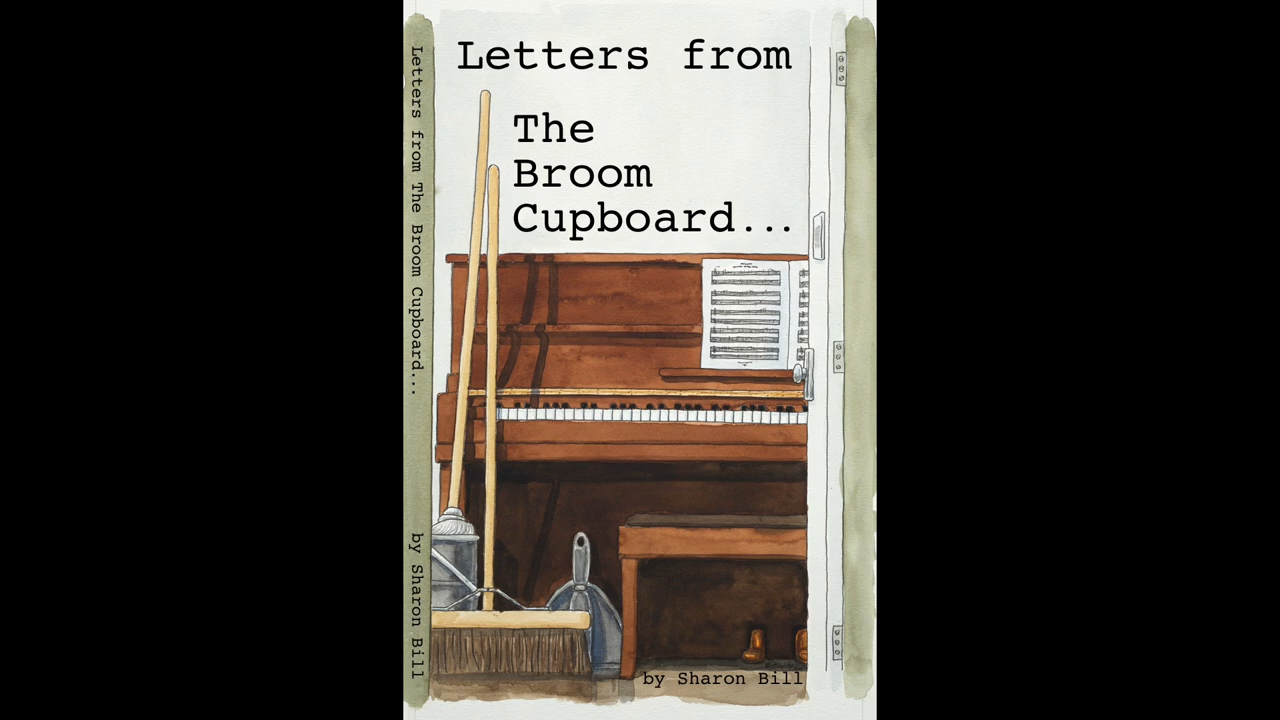 Letters from
The
Broom
Cupboard...
by Sharon Bill
Letters from The Broom Cupboard...
by Sharon Bill